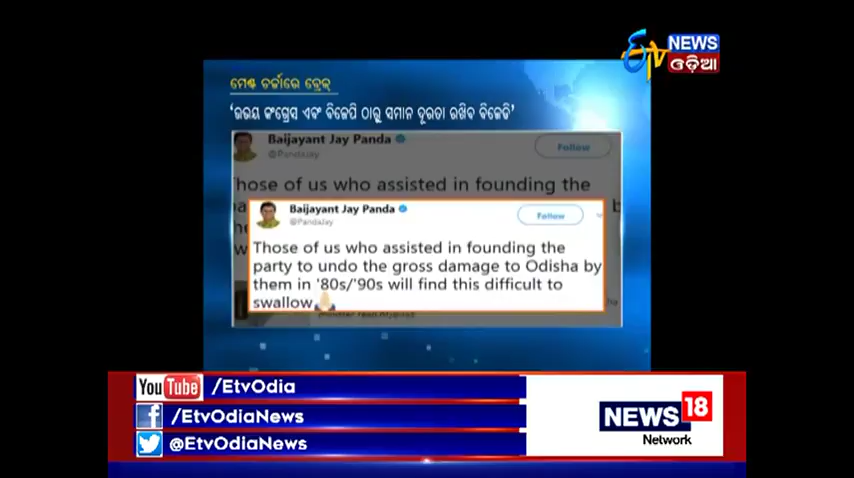 ETV NEWS
ଓଡ଼ିଆ
ମେଣ୍ଟ ଚର୍ଚ୍ଚାରେ ବ୍ରେକ୍
‘ଉଭୟ କଂଗ୍ରେସ ଏବଂ ବିଜେପି ଠାରୁ ସମାନ ଦୂରତା ରଖିବ ବିଜେଡି’
Baijayant Jay Panda
@PandaJay
Follow
Those of us who assisted in founding the
Baijayant Jay Panda
@PandaJay
Follow
Those of us who assisted in founding the
party to undo the gross damage to Odisha by
them in '80s/'90s will find this difficult to
swallow🙏
YouTube /EtvOdia
/EtvOdiaNews
@EtvOdiaNews
NEWS 18
Network